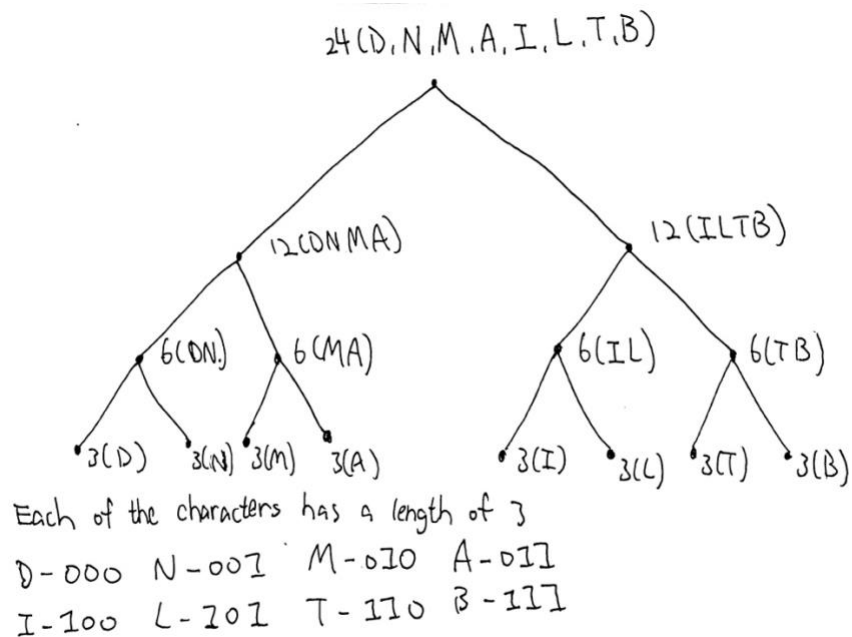 24(D,N,M,A,I,L,T,B)
12(DNMA) 12(ILTB)
6(DN.) 6(MA) 6(IL) 6(TB)
3(D) 3(N) 3(M) 3(A) 3(I) 3(L) 3(T) 3(B)
Each of the characters has a length of 3
D-000 N-001 M-010 A-011
I-100 L-101 T-110 B-111